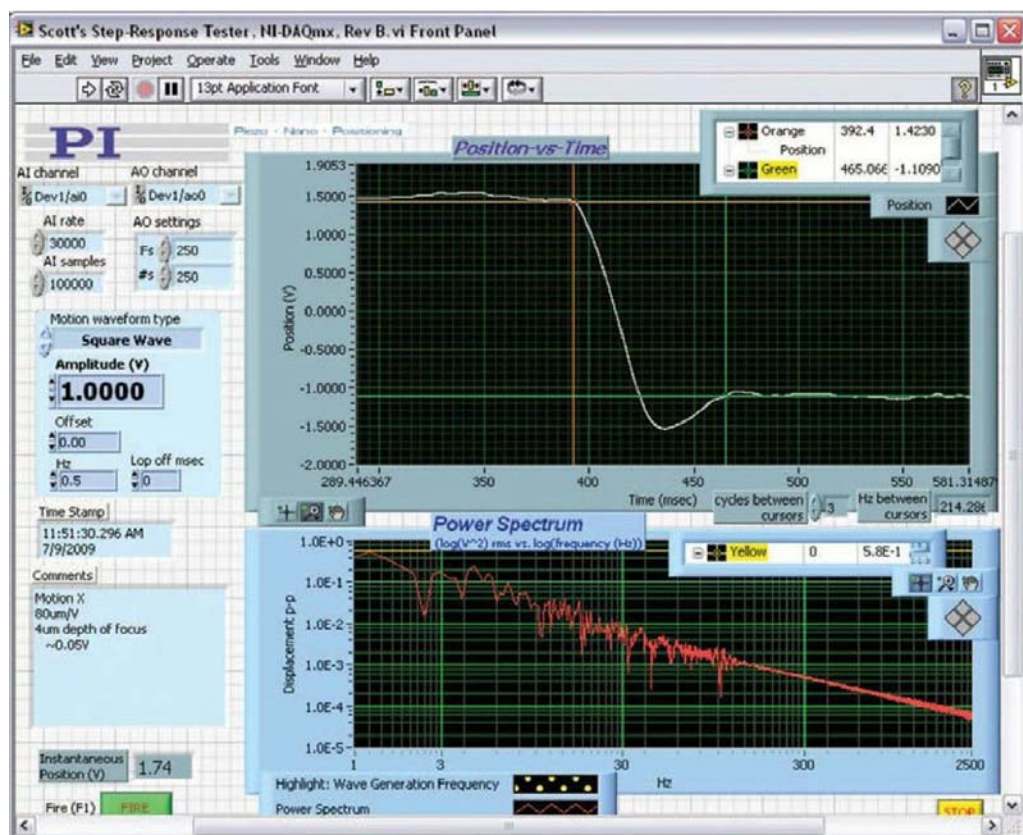 Scott's Step-Response Tester, NI-DAQmx, Rev B.vi Front Panel
File Edit View Project Operate Tools Window Help
13pt Application Font
1
PI
Piezo · Nano · Positioning
Position-vs-Time
Orange 392.4 1.4230
Position
Green 465.066 -1.1090
Position
AI channel
AO channel
Dev1/ai0
Dev1/ao0
AI rate
30000
AI samples
100000
AO settings
Fs 250
#s 250
Motion waveform type
Square Wave
Amplitude (V)
1.0000
Offset
0.00
Hz
0.5
Lop off msec
0
Time Stamp
11:51:30.296 AM
7/9/2009
Comments
Motion X
80um/V
4um depth of focus
~0.05V
Instantaneous
Position (V)
1.74
Fire (F1)
FIRE
Position (V)
1.9053
1.5000
1.0000
0.5000
0.0000
-0.5000
-1.0000
-1.5000
-2.0000
289.446367 350 400 450 500 550 581.31487
Time (msec)
cycles between
cursors
3
Hz between
cursors
214.286
Power Spectrum
(log(V^2) rms vs. log(frequency (Hz))
Yellow 0 5.8E-1
Displacement p-p
1.0E+0
1.0E-1
1.0E-2
1.0E-3
1.0E-4
1.0E-5
1 3 30 300 2500
Hz
Highlight: Wave Generation Frequency
Power Spectrum
STOP